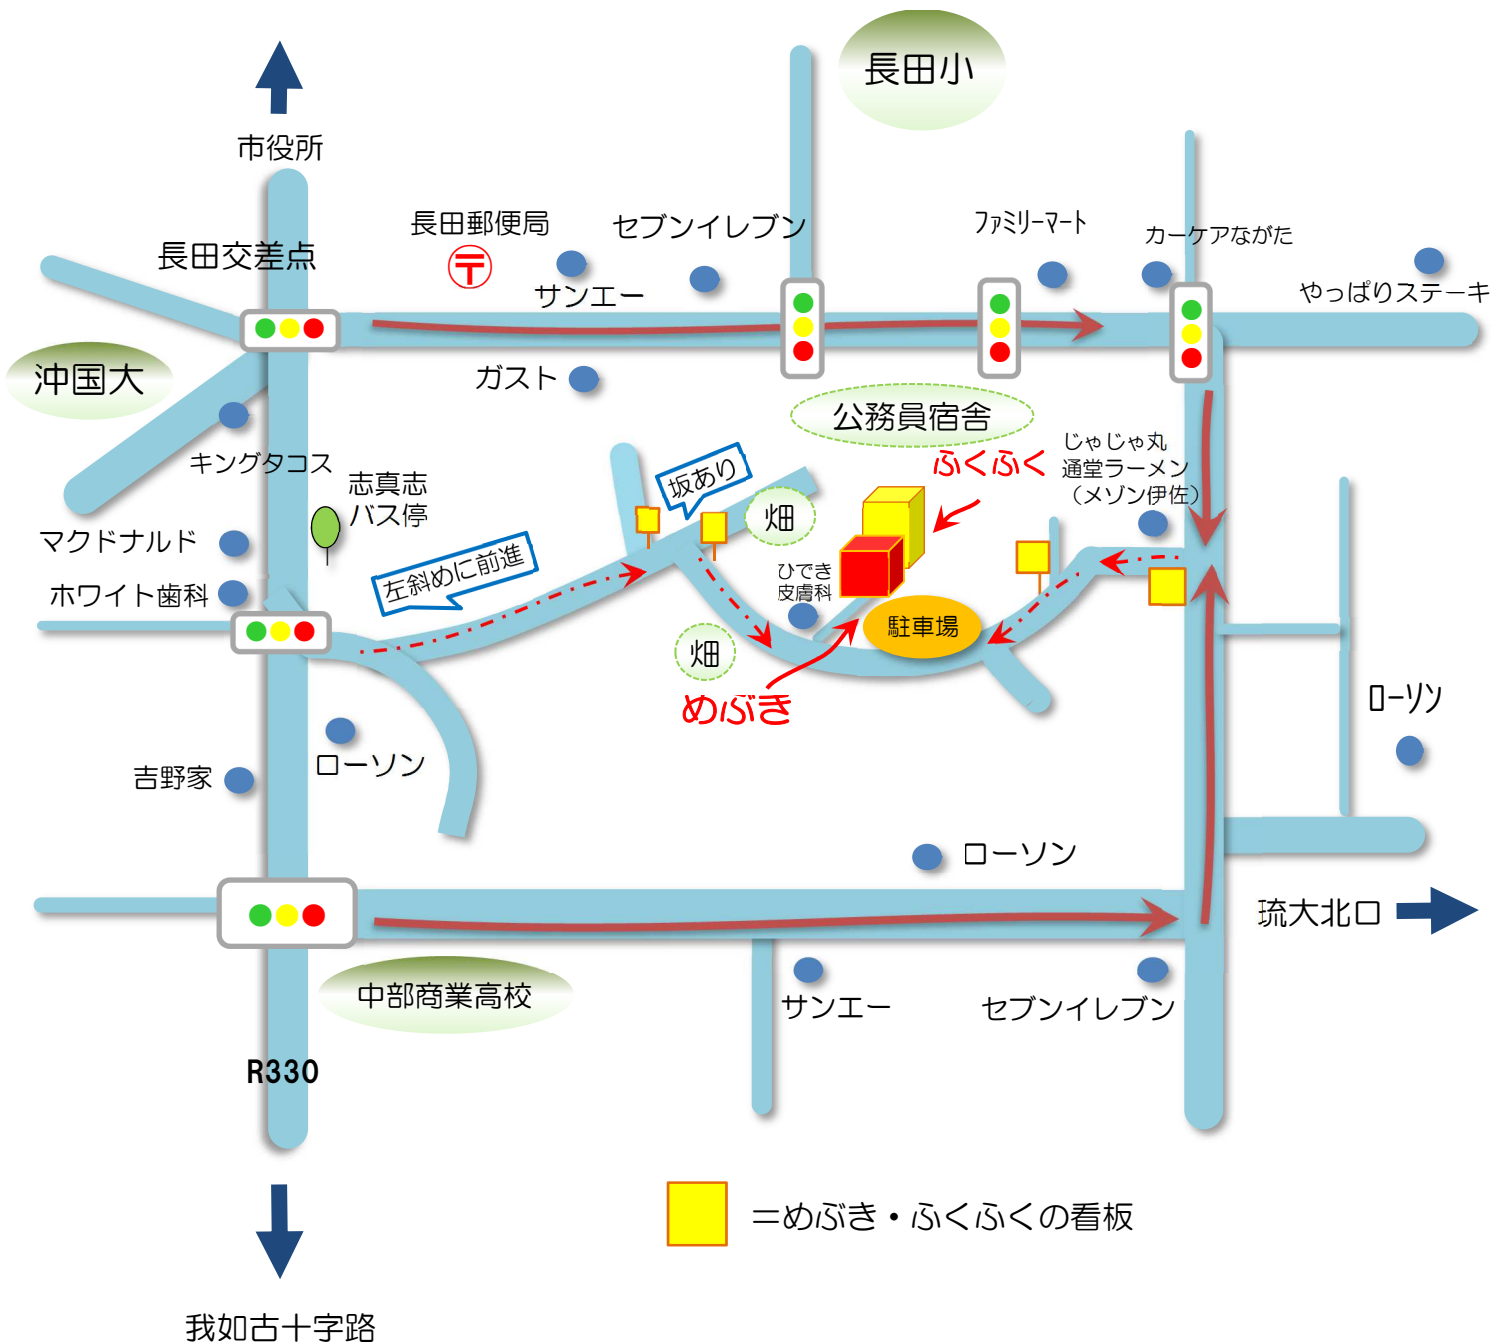 長田小
市役所
長田郵便局
セブンイレブン
ファミリーマート
カーケアながた
長田交差点
サンエー
やっぱりステーキ
沖国大
ガスト
公務員宿舎
キングタコス
志真志
バス停
坂あり
畑
ふくふく
じゃじゃ丸
通堂ラーメン
（メゾン伊佐）
マクドナルド
左斜めに前進
ホワイト歯科
ひでき
皮膚科
駐車場
畑
めぶき
ローソン
吉野家
ローソン
ローソン
琉大北口
中部商業高校
サンエー
セブンイレブン
R330
＝めぶき・ふくふくの看板
我如古十字路